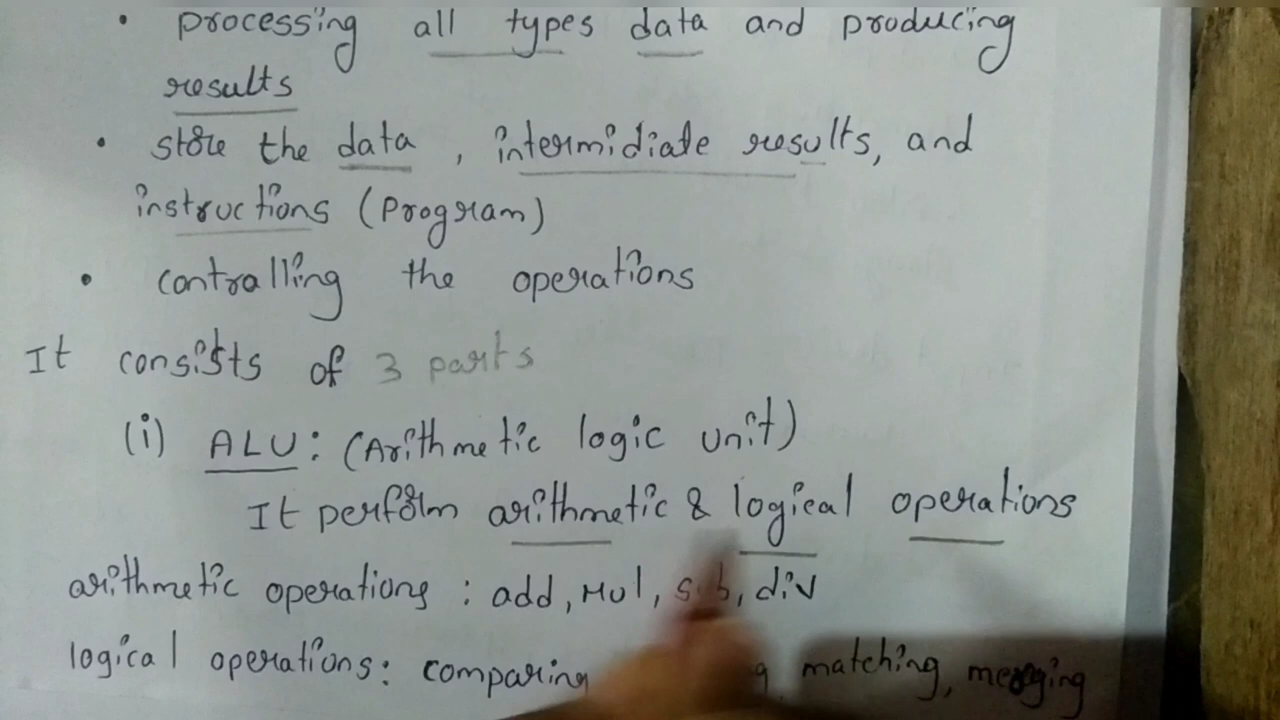 • processing all types data and producing
results
• store the data, intermidiate results, and
instructions (Program)
• contralling the operations
It consists of 3 parts
(i) ALU: (Arithmetic logic unit)
It perform arithmetic & logical operations
arithmetic operations : add, Mul, sub, div
logical operations: comparing matching, merging